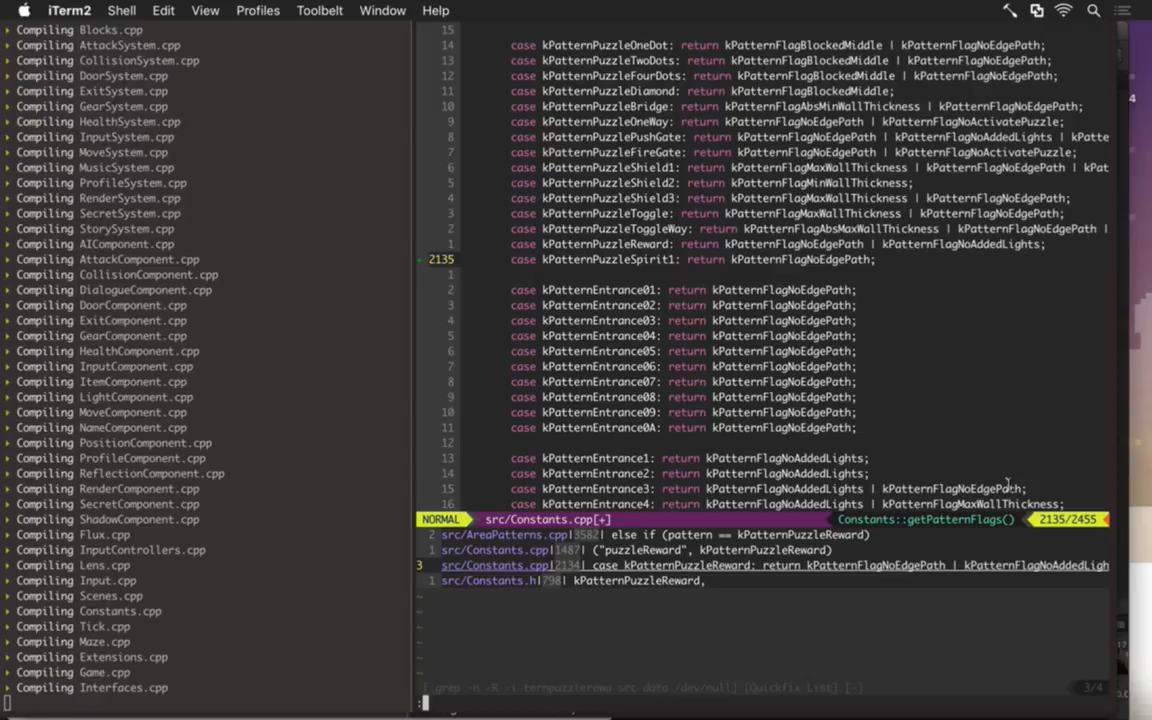 iTerm2 Shell Edit View Profiles Toolbelt Window Help
Compiling Blocks.cpp
Compiling AttackSystem.cpp
Compiling CollisionSystem.cpp
Compiling DoorSystem.cpp
Compiling ExitSystem.cpp
Compiling GearSystem.cpp
Compiling HealthSystem.cpp
Compiling InputSystem.cpp
Compiling MoveSystem.cpp
Compiling MusicSystem.cpp
Compiling ProfileSystem.cpp
Compiling RenderSystem.cpp
Compiling SecretSystem.cpp
Compiling StorySystem.cpp
Compiling AIComponent.cpp
Compiling AttackComponent.cpp
Compiling CollisionComponent.cpp
Compiling DialogueComponent.cpp
Compiling DoorComponent.cpp
Compiling ExitComponent.cpp
Compiling GearComponent.cpp
Compiling HealthComponent.cpp
Compiling InputComponent.cpp
Compiling ItemComponent.cpp
Compiling LightComponent.cpp
Compiling MoveComponent.cpp
Compiling NameComponent.cpp
Compiling PositionComponent.cpp
Compiling ProfileComponent.cpp
Compiling ReflectionComponent.cpp
Compiling RenderComponent.cpp
Compiling SecretComponent.cpp
Compiling ShadowComponent.cpp
Compiling Flux.cpp
Compiling InputControllers.cpp
Compiling Lens.cpp
Compiling Input.cpp
Compiling Scenes.cpp
Compiling Constants.cpp
Compiling Tick.cpp
Compiling Maze.cpp
Compiling Extensions.cpp
Compiling Game.cpp
Compiling Interfaces.cpp
15
14 case kPatternPuzzleOneDot: return kPatternFlagBlockedMiddle | kPatternFlagNoEdgePath;
13 case kPatternPuzzleTwoDots: return kPatternFlagBlockedMiddle | kPatternFlagNoEdgePath;
12 case kPatternPuzzleFourDots: return kPatternFlagBlockedMiddle | kPatternFlagNoEdgePath;
11 case kPatternPuzzleDiamond: return kPatternFlagBlockedMiddle;
10 case kPatternPuzzleBridge: return kPatternFlagAbsMinWallThickness | kPatternFlagNoEdgePath;
9 case kPatternPuzzleOneWay: return kPatternFlagNoEdgePath | kPatternFlagNoActivatePuzzle;
8 case kPatternPuzzlePushGate: return kPatternFlagNoEdgePath | kPatternFlagNoAddedLights | kPatte
7 case kPatternPuzzleFireGate: return kPatternFlagNoEdgePath | kPatternFlagNoActivatePuzzle;
6 case kPatternPuzzleShield1: return kPatternFlagMaxWallThickness | kPatternFlagNoEdgePath | kPat
5 case kPatternPuzzleShield2: return kPatternFlagMinWallThickness;
4 case kPatternPuzzleShield3: return kPatternFlagMaxWallThickness | kPatternFlagNoEdgePath;
3 case kPatternPuzzleToggle: return kPatternFlagMaxWallThickness | kPatternFlagNoEdgePath;
2 case kPatternPuzzleToggleWay: return kPatternFlagAbsMaxWallThickness | kPatternFlagNoEdgePath |
1 case kPatternPuzzleReward: return kPatternFlagNoEdgePath | kPatternFlagNoAddedLights;
+ 2135 case kPatternPuzzleSpirit1: return kPatternFlagNoEdgePath;
1
2 case kPatternEntrance01: return kPatternFlagNoEdgePath;
3 case kPatternEntrance02: return kPatternFlagNoEdgePath;
4 case kPatternEntrance03: return kPatternFlagNoEdgePath;
5 case kPatternEntrance04: return kPatternFlagNoEdgePath;
6 case kPatternEntrance05: return kPatternFlagNoEdgePath;
7 case kPatternEntrance06: return kPatternFlagNoEdgePath;
8 case kPatternEntrance07: return kPatternFlagNoEdgePath;
9 case kPatternEntrance08: return kPatternFlagNoEdgePath;
10 case kPatternEntrance09: return kPatternFlagNoEdgePath;
11 case kPatternEntrance0A: return kPatternFlagNoEdgePath;
12
13 case kPatternEntrance1: return kPatternFlagNoAddedLights;
14 case kPatternEntrance2: return kPatternFlagNoAddedLights;
15 case kPatternEntrance3: return kPatternFlagNoAddedLights | kPatternFlagNoEdgePath;
16 case kPatternEntrance4: return kPatternFlagNoAddedLights | kPatternFlagMaxWallThickness;
NORMAL src/Constants.cpp[+] Constants::getPatternFlags() 2135/2455
2 src/AreaPatterns.cpp|3582| else if (pattern == kPatternPuzzleReward)
1 src/Constants.cpp|1487| ("puzzleReward", kPatternPuzzleReward)
3 src/Constants.cpp|2134| case kPatternPuzzleReward: return kPatternFlagNoEdgePath | kPatternFlagNoAddedLigh
1 src/Constants.h|798| kPatternPuzzleReward,
~
~
~
~
~
~
[:grep -n -R -i ternpuzzlerewa src data /dev/null] [Quickfix List] [-] 3/4
:
4